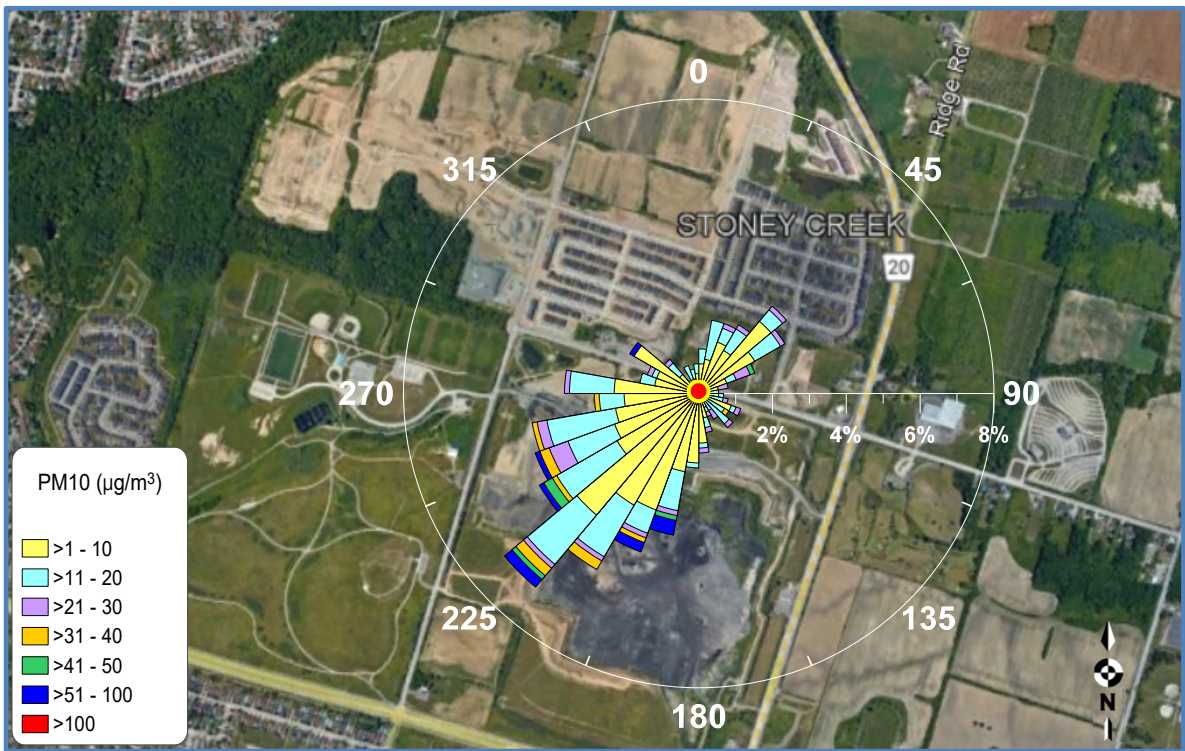 0
Ridge Rd
315
45
STONEY CREEK
20
270
90
2%
4%
6%
8%
PM10 (µg/m³)
>1 - 10
>11 - 20
>21 - 30
>31 - 40
>41 - 50
>51 - 100
>100
225
135
180
N